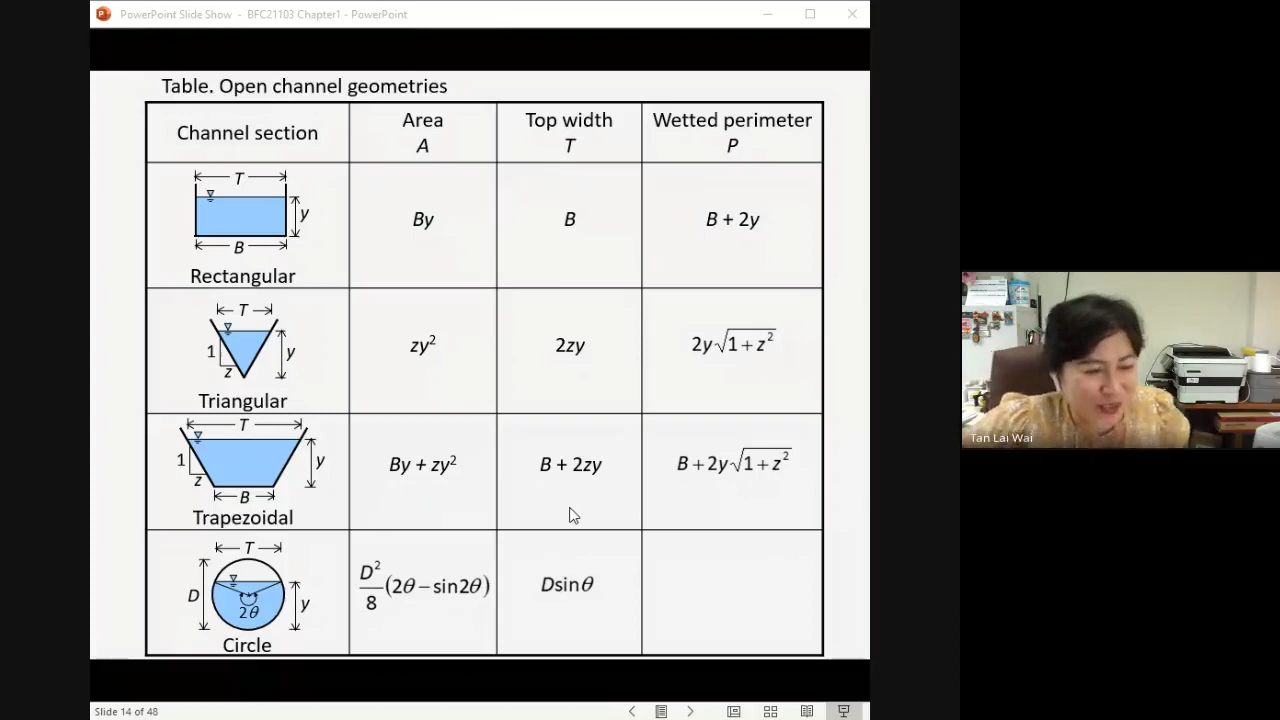 PowerPoint Slide Show - BFC21103 Chapter1 - PowerPoint
Table. Open channel geometries
Channel section
Area
A
Top width
T
Wetted perimeter
P
T
y
B
Rectangular
By
B
B + 2y
T
1
z
y
Triangular
zy²
2zy
2y√(1+z²)
T
1
z
y
B
Trapezoidal
By + zy²
B + 2zy
B+2y√(1+z²)
T
D
2θ
y
Circle
D²/8 (2θ−sin2θ)
Dsinθ
Tan Lai Wai
Slide 14 of 48